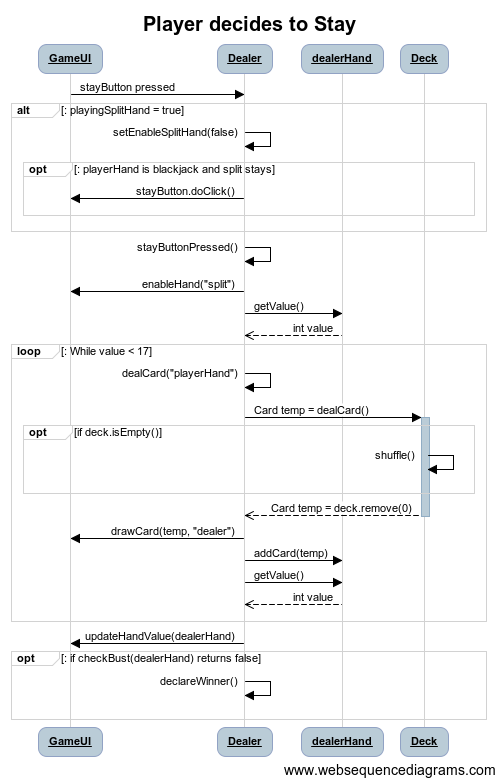 Player decides to Stay
GameUI Dealer dealerHand Deck
stayButton pressed
alt [: playingSplitHand = true]
setEnableSplitHand(false)
opt [: playerHand is blackjack and split stays]
stayButton.doClick()
stayButtonPressed()
enableHand("split")
getValue()
int value
loop [: While value < 17]
dealCard("playerHand")
Card temp = dealCard()
opt [if deck.isEmpty()]
shuffle()
Card temp = deck.remove(0)
drawCard(temp, "dealer")
addCard(temp)
getValue()
int value
updateHandValue(dealerHand)
opt [: if checkBust(dealerHand) returns false]
declareWinner()
GameUI Dealer dealerHand Deck
www.websequencediagrams.com